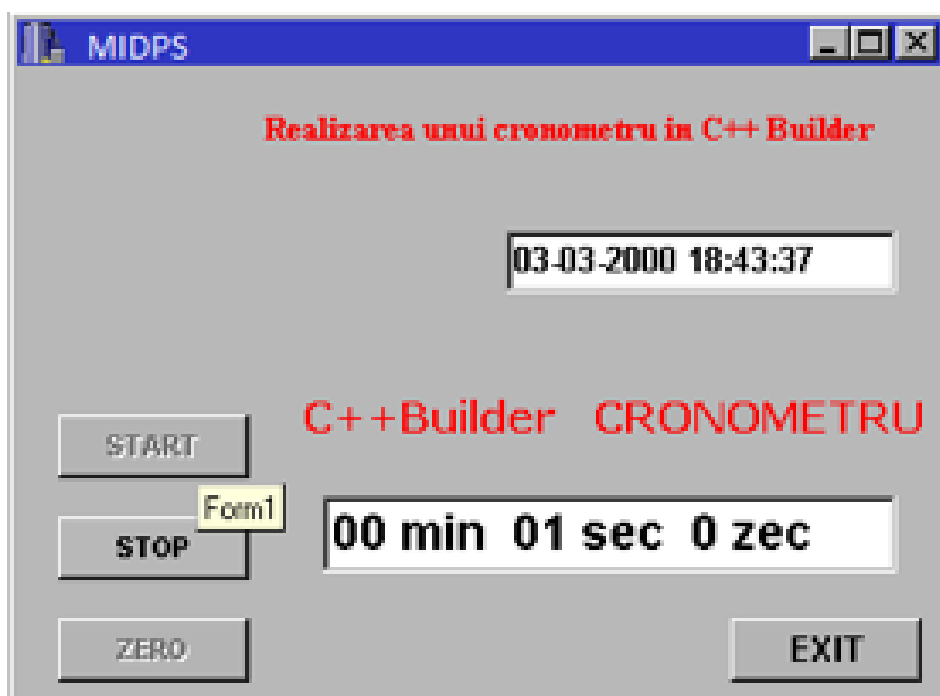 MIDPS
Realizarea unui cronometru in C++ Builder
03-03-2000 18:43:37
C++Builder CRONOMETRU
START
Form1
STOP
00 min 01 sec 0 zec
ZERO
EXIT